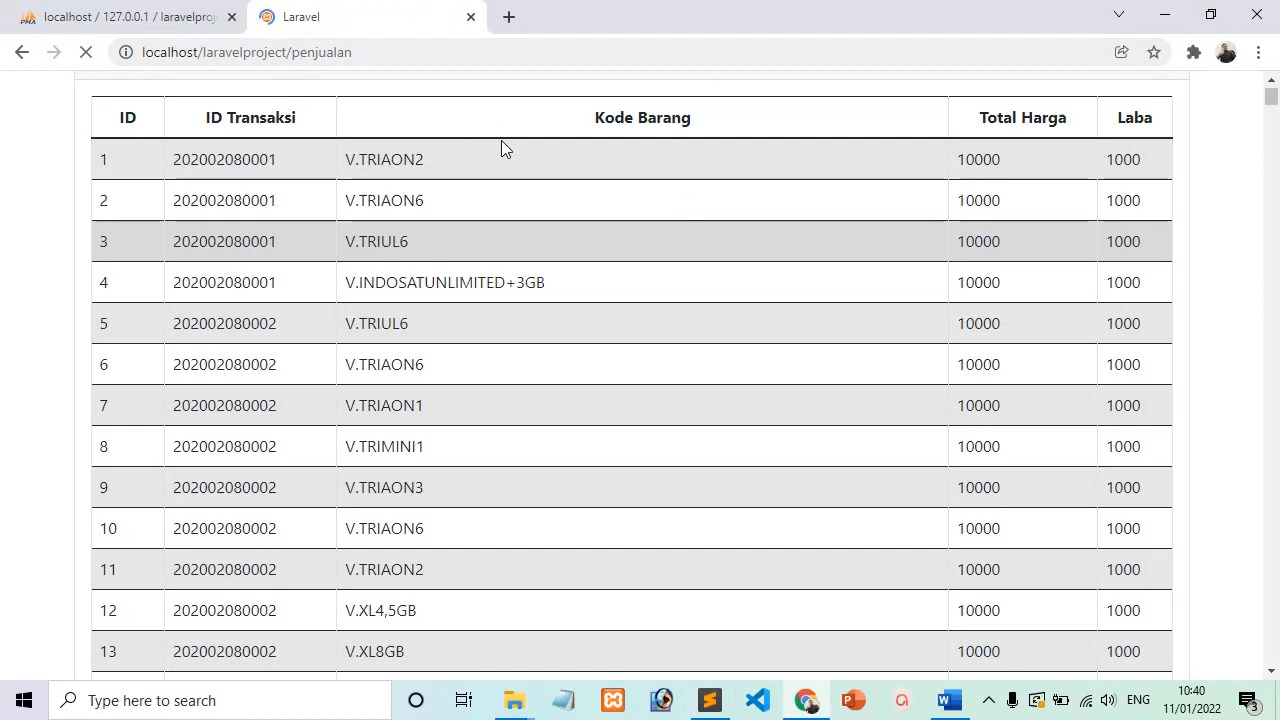 localhost / 127.0.0.1 / laravelproj
Laravel
localhost/laravelproject/penjualan
ID ID Transaksi Kode Barang Total Harga Laba
1 202002080001 V.TRIAON2 10000 1000
2 202002080001 V.TRIAON6 10000 1000
3 202002080001 V.TRIUL6 10000 1000
4 202002080001 V.INDOSATUNLIMITED+3GB 10000 1000
5 202002080002 V.TRIUL6 10000 1000
6 202002080002 V.TRIAON6 10000 1000
7 202002080002 V.TRIAON1 10000 1000
8 202002080002 V.TRIMINI1 10000 1000
9 202002080002 V.TRIAON3 10000 1000
10 202002080002 V.TRIAON6 10000 1000
11 202002080002 V.TRIAON2 10000 1000
12 202002080002 V.XL4,5GB 10000 1000
13 202002080002 V.XL8GB 10000 1000
Type here to search
ENG
10:40
11/01/2022
3